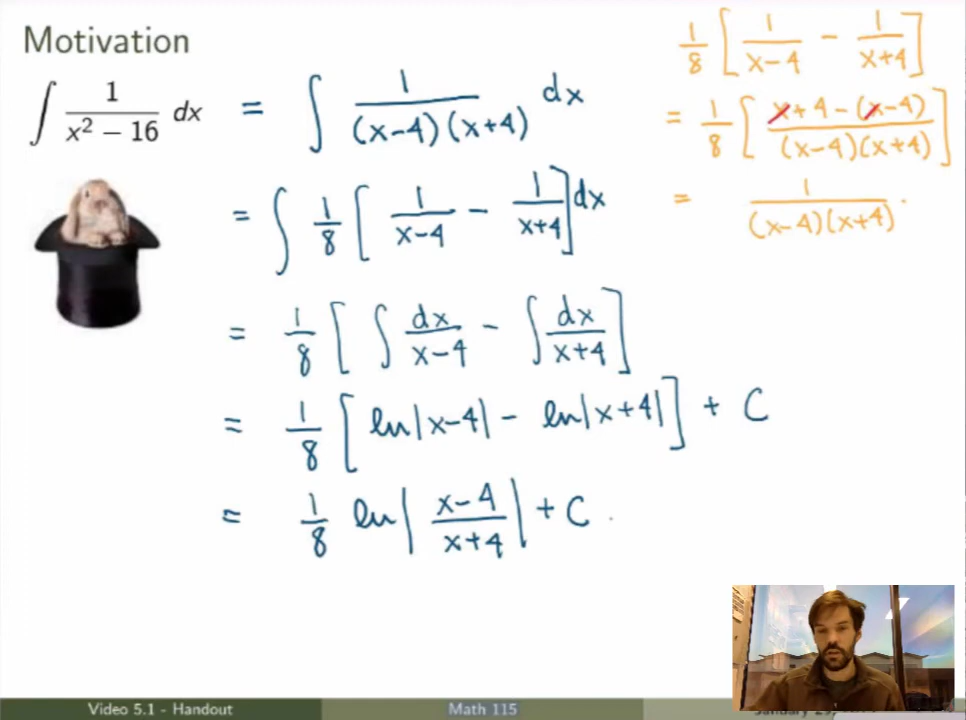 Motivation
∫ 1/(x² − 16) dx = ∫ 1/((x−4)(x+4)) dx
= ∫ 1/8 [ 1/(x−4) − 1/(x+4) ] dx
= 1/8 [ ∫ dx/(x−4) − ∫ dx/(x+4) ]
= 1/8 [ ln|x−4| − ln|x+4| ] + C
= 1/8 ln| (x−4)/(x+4) | + C .
1/8 [ 1/(x−4) − 1/(x+4) ]
= 1/8 [ (x+4−(x−4))/((x−4)(x+4)) ]
= 1/((x−4)(x+4)) .
Video 5.1 - Handout
Math 115